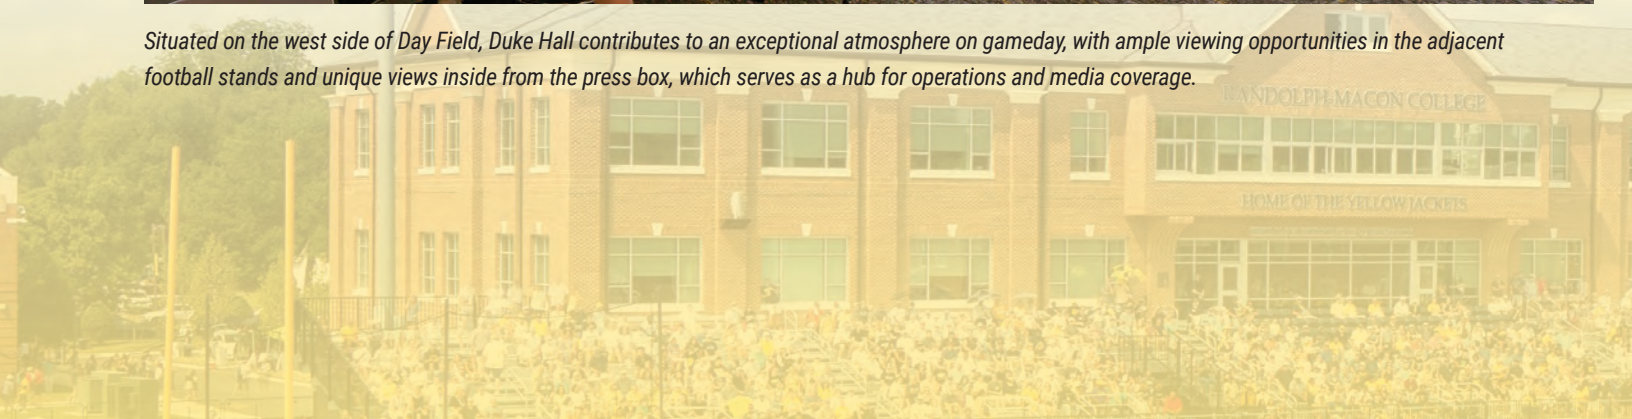 Situated on the west side of Day Field, Duke Hall contributes to an exceptional atmosphere on gameday, with ample viewing opportunities in the adjacent
football stands and unique views inside from the press box, which serves as a hub for operations and media coverage.
RANDOLPH-MACON COLLEGE
HOME OF THE YELLOW JACKETS